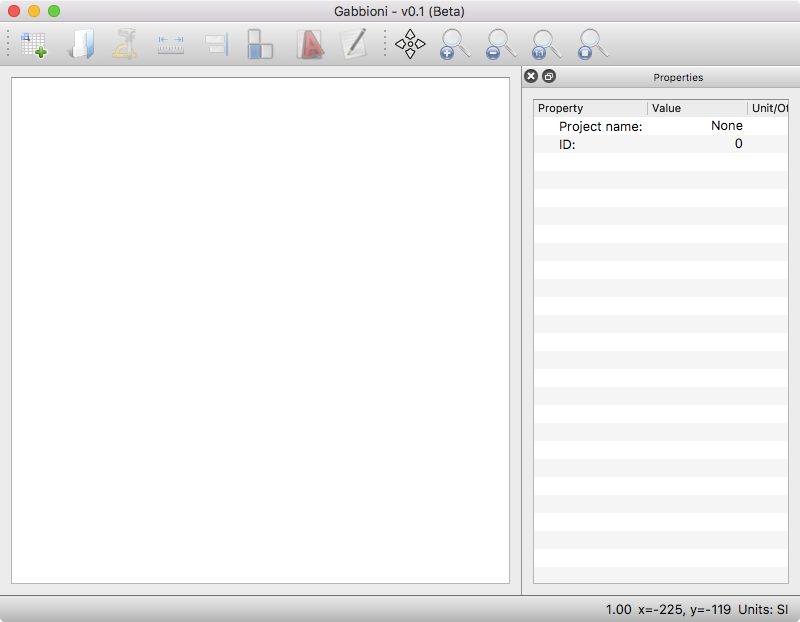 Gabbioni - v0.1 (Beta)
Properties
Property Value Unit/Ot
Project name: None
ID: 0
1.00 x=-225, y=-119 Units: SI